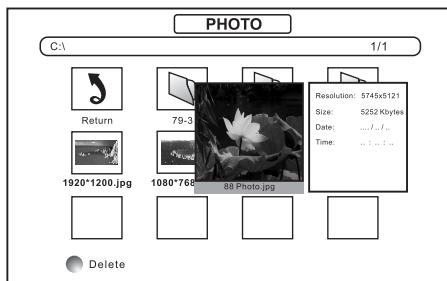 PHOTO
C:\ 1/1
Return
79-3
Resolution: 5745x5121
Size: 5252 Kbytes
Date: ..../ .. / ..
Time: .. : .. : ..
1920*1200.jpg
1080*768
88 Photo.jpg
Delete